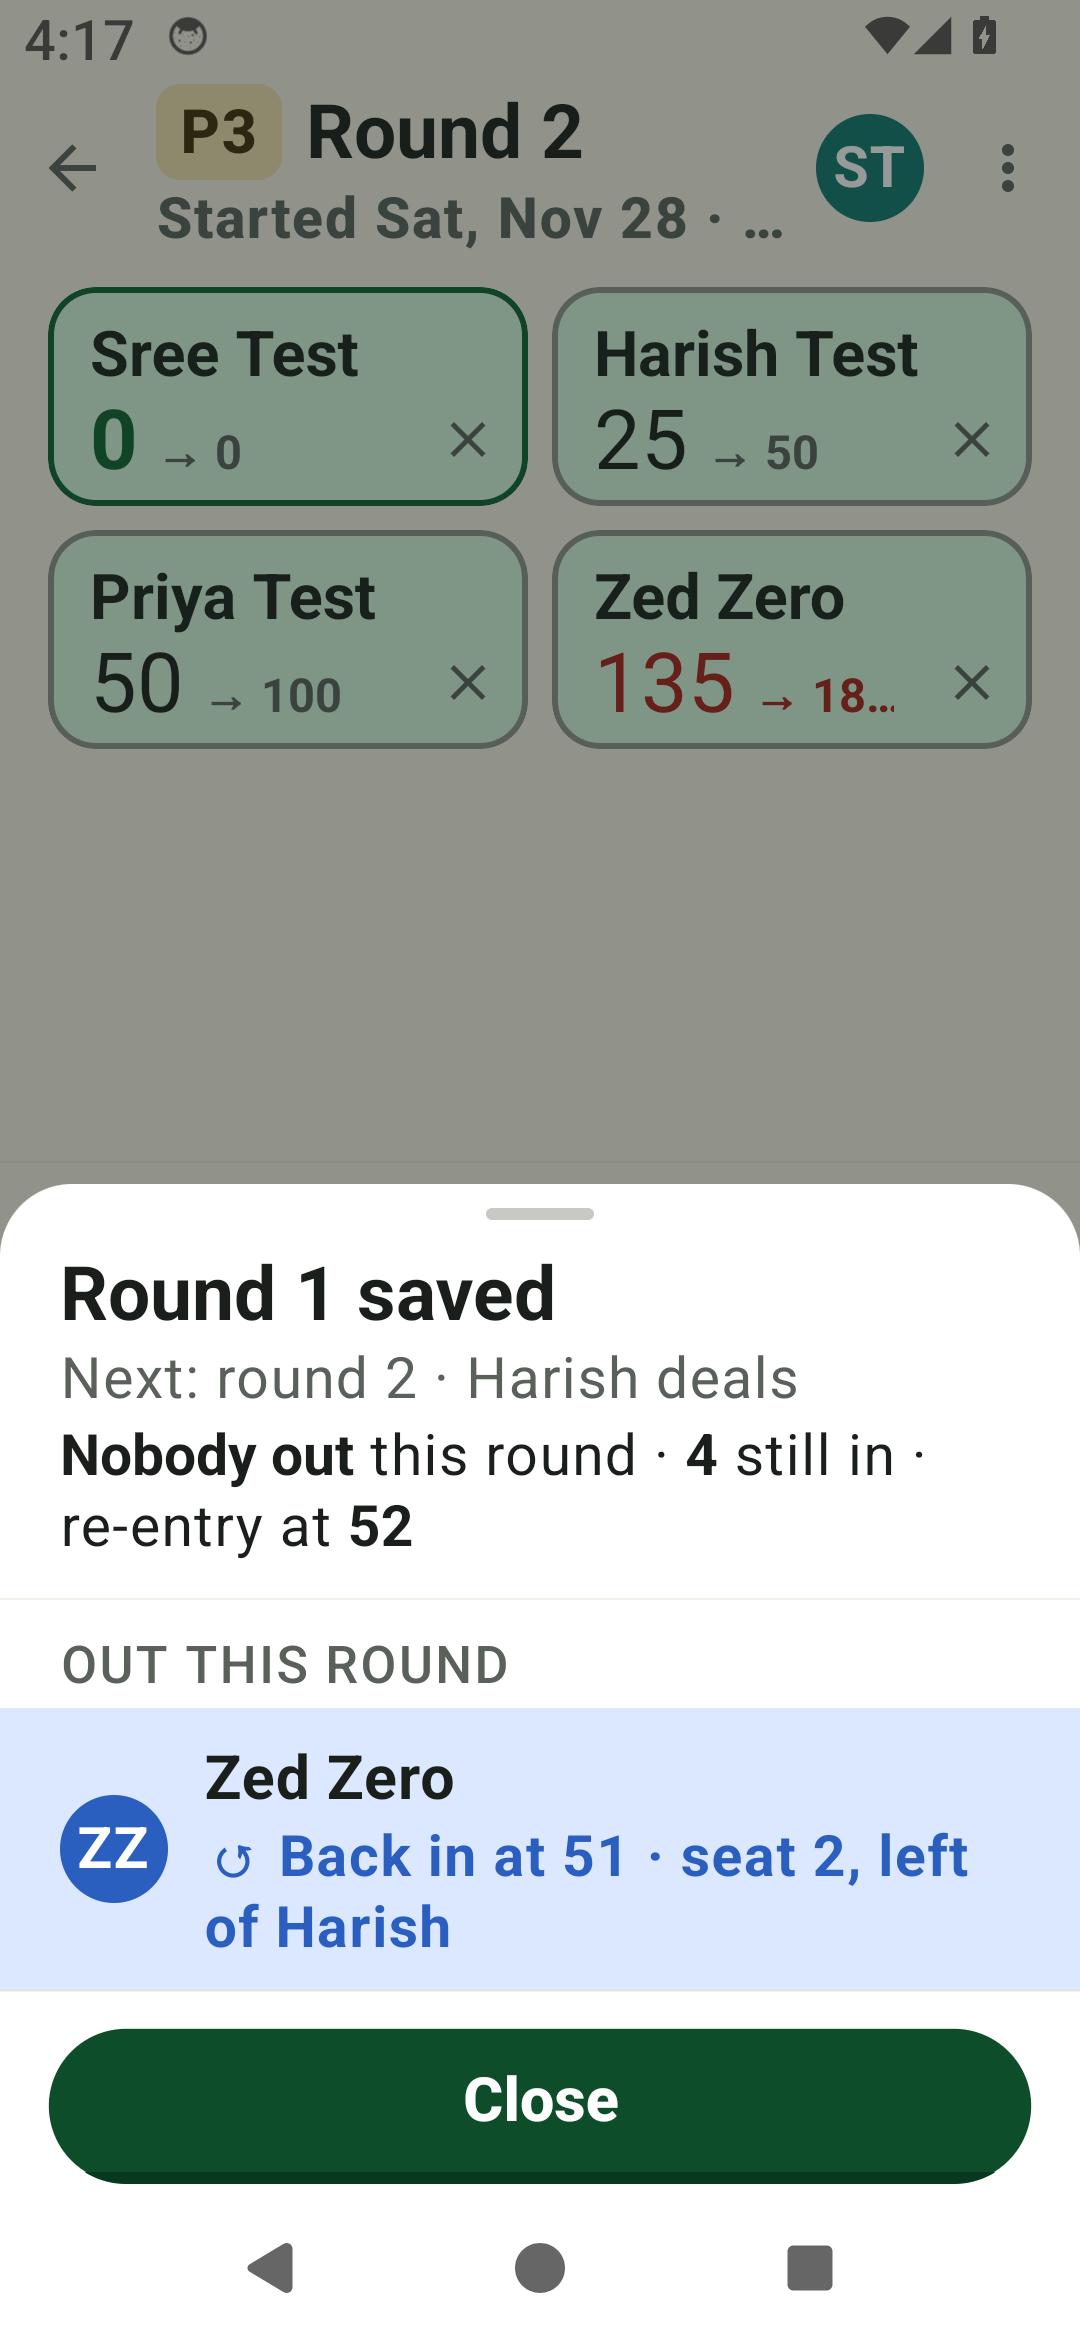 4:17
P3 Round 2
Started Sat, Nov 28 · …
ST
Sree Test
0 → 0 ×
Harish Test
25 → 50 ×
Priya Test
50 → 100 ×
Zed Zero
135 → 18… ×
Round 1 saved
Next: round 2 · Harish deals
Nobody out this round · 4 still in ·
re-entry at 52
OUT THIS ROUND
ZZ
Zed Zero
↺ Back in at 51 · seat 2, left
of Harish
Close